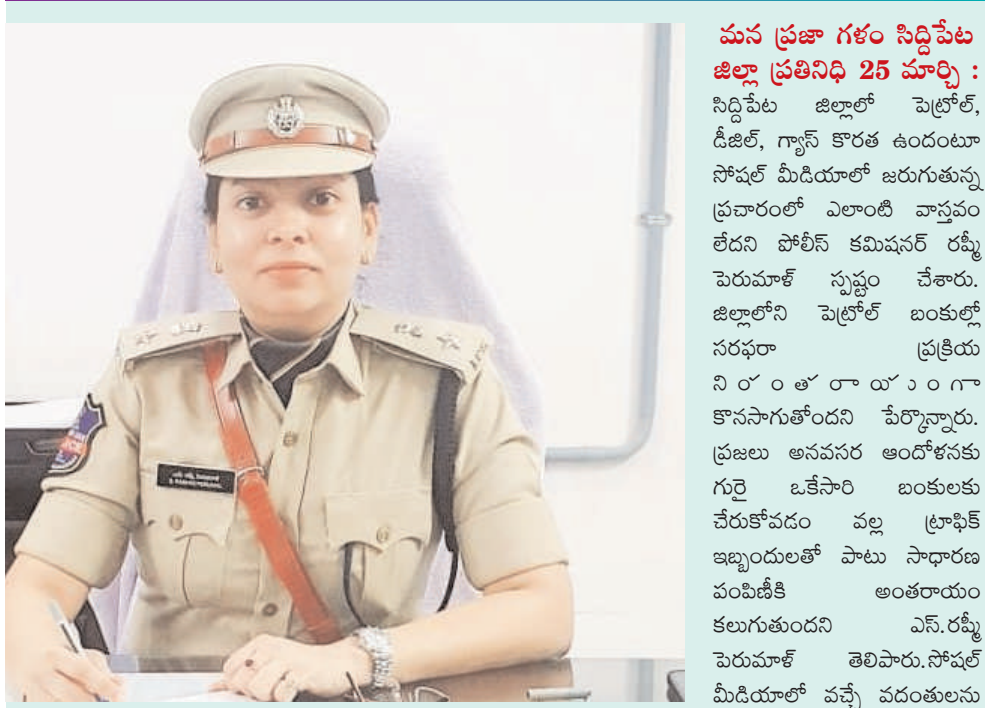 మన ప్రజా గళం సిద్దిపేట
జిల్లా ప్రతినిధి 25 మార్చి :
సిద్దిపేట జిల్లాలో పెట్రోల్,
డీజిల్, గ్యాస్ కొరత ఉందంటూ
సోషల్ మీడియాలో జరుగుతున్న
ప్రచారంలో ఎలాంటి వాస్తవం
లేదని పోలీస్ కమిషనర్ రష్మీ
పెరుమాళ్ స్పష్టం చేశారు.
జిల్లాలోని పెట్రోల్ బంకుల్లో
సరఫరా ప్రక్రియ
నిరంతరాయంగా
కొనసాగుతోందని పేర్కొన్నారు.
ప్రజలు అనవసర ఆందోళనకు
గురై ఒకేసారి బంకులకు
చేరుకోవడం వల్ల ట్రాఫిక్
ఇబ్బందులతో పాటు సాధారణ
పంపిణీకి అంతరాయం
కలుగుతుందని ఎస్.రష్మీ
పెరుమాళ్ తెలిపారు.సోషల్
మీడియాలో వచ్చే వదంతులను